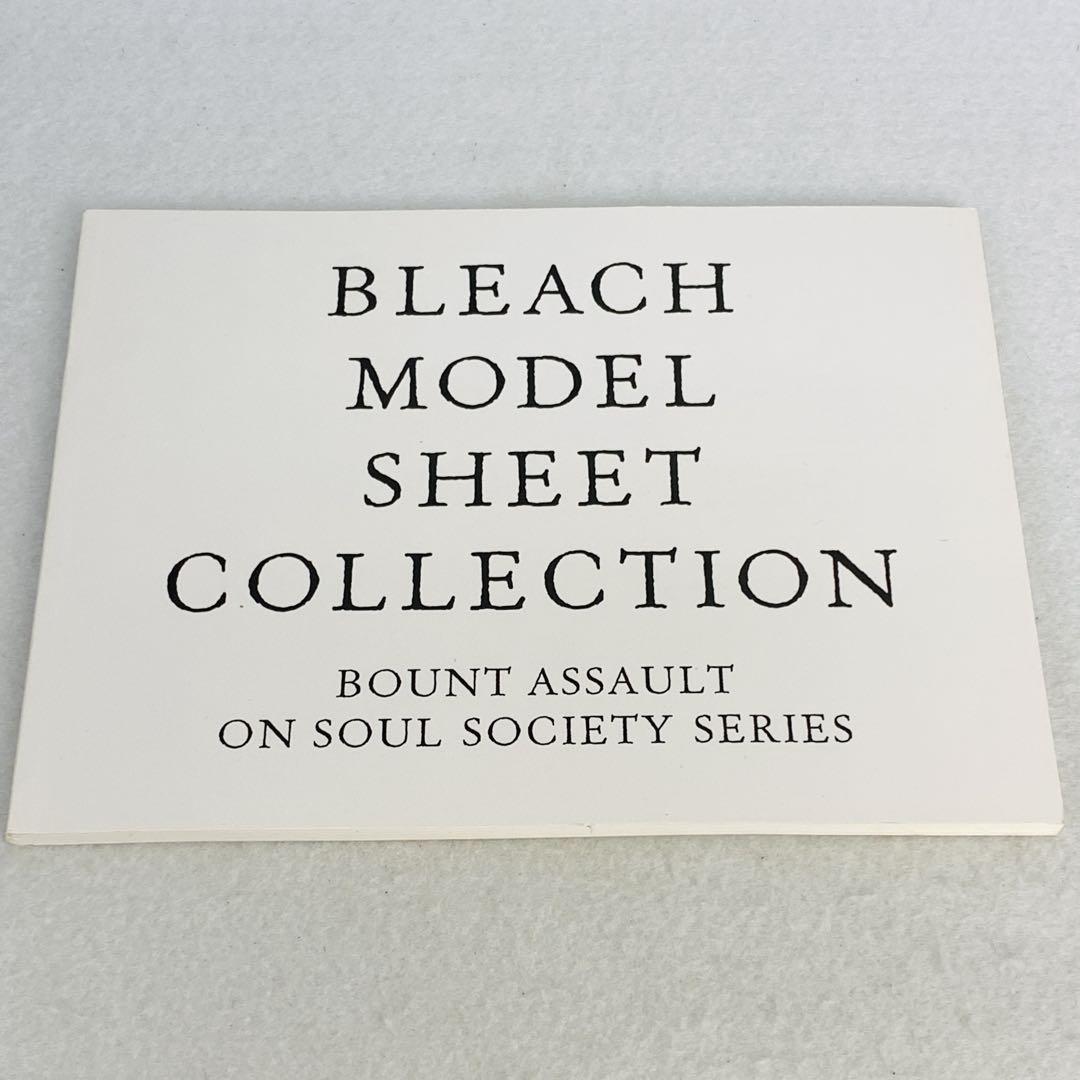 BLEACH
MODEL
SHEET
COLLECTION
BOUNT ASSAULT
ON SOUL SOCIETY SERIES